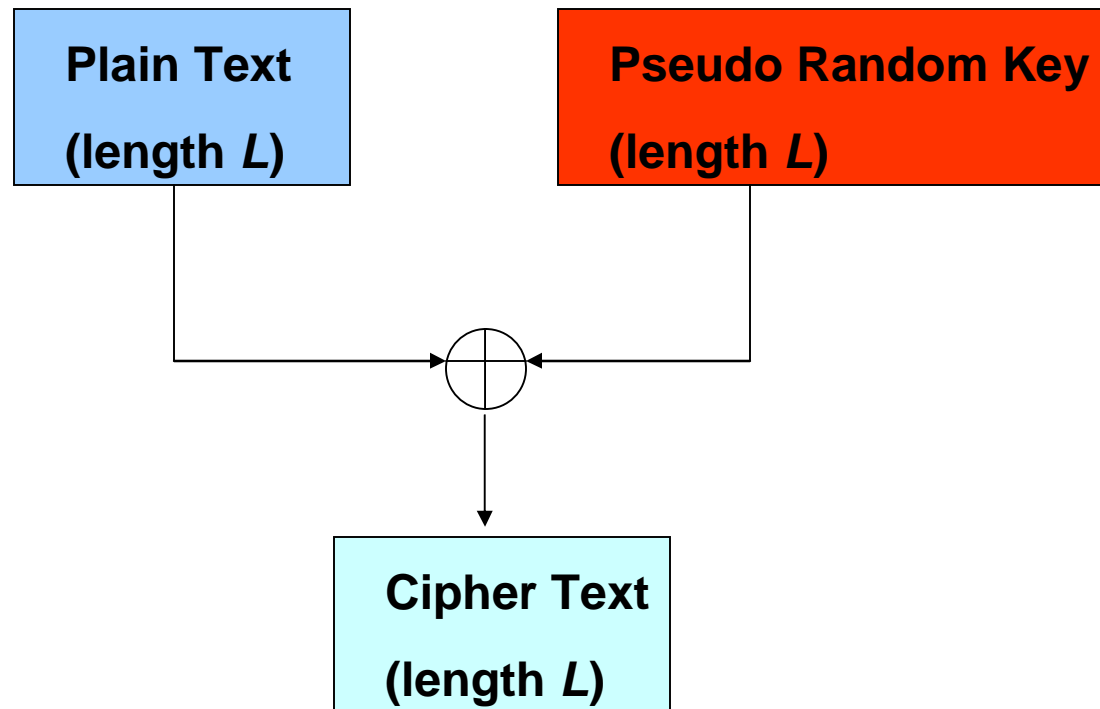 Plain Text
(length L)
Pseudo Random Key
(length L)
Cipher Text
(length L)